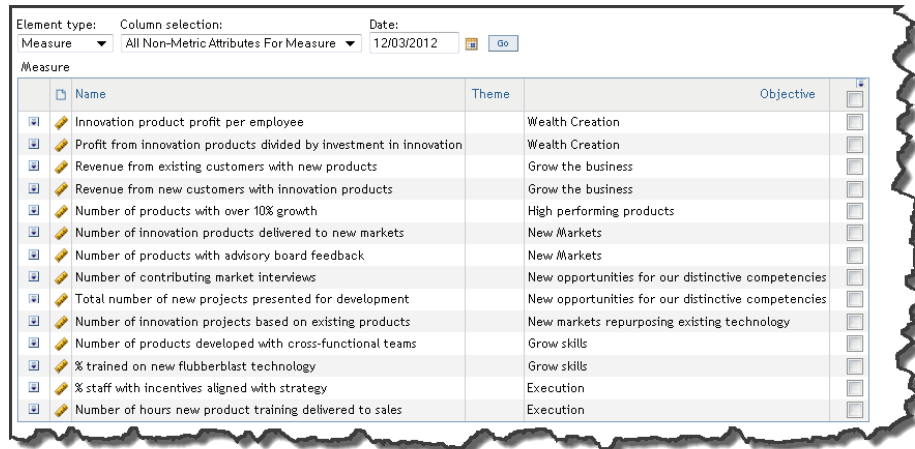 Element type: Column selection: Date:
Measure All Non-Metric Attributes For Measure 12/03/2012 Go
Measure
Name Theme Objective
Innovation product profit per employee Wealth Creation
Profit from innovation products divided by investment in innovation Wealth Creation
Revenue from existing customers with new products Grow the business
Revenue from new customers with innovation products Grow the business
Number of products with over 10% growth High performing products
Number of innovation products delivered to new markets New Markets
Number of products with advisory board feedback New Markets
Number of contributing market interviews New opportunities for our distinctive competencies
Total number of new projects presented for development New opportunities for our distinctive competencies
Number of innovation projects based on existing products New markets repurposing existing technology
Number of products developed with cross-functional teams Grow skills
% trained on new flubberblast technology Grow skills
% staff with incentives aligned with strategy Execution
Number of hours new product training delivered to sales Execution